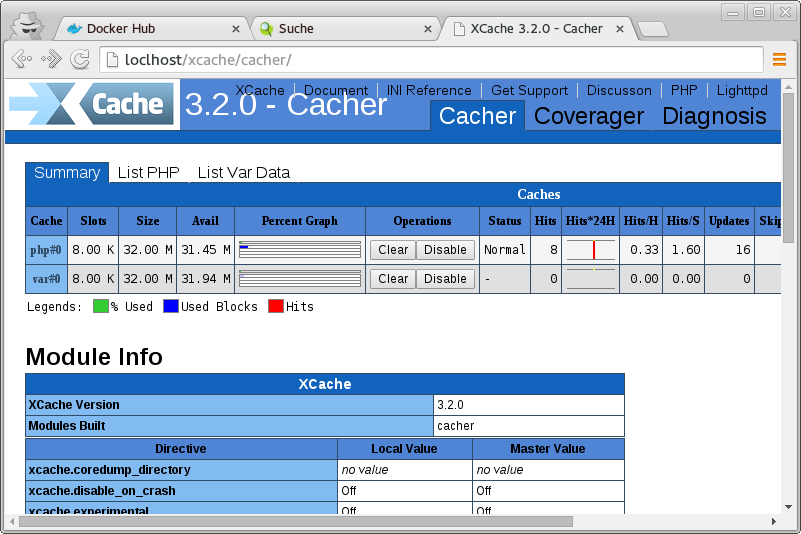 Docker Hub
Suche
XCache 3.2.0 - Cacher
loclhost/xcache/cacher/
XCache Document INI Reference Get Support Discusson PHP Lighttpd
Cache 3.2.0 - Cacher
Cacher Coverager Diagnosis
Summary List PHP List Var Data
Caches
Cache Slots Size Avail Percent Graph Operations Status Hits Hits*24H Hits/H Hits/S Updates Skip
php#0 8.00 K 32.00 M 31.45 M Clear Disable Normal 8 0.33 1.60 16
var#0 8.00 K 32.00 M 31.94 M Clear Disable - 0 0.00 0.00 0
Legends: % Used Used Blocks Hits
Module Info
XCache
XCache Version 3.2.0
Modules Built cacher
Directive Local Value Master Value
xcache.coredump_directory no value no value
xcache.disable_on_crash Off Off
xcache.experimental Off Off